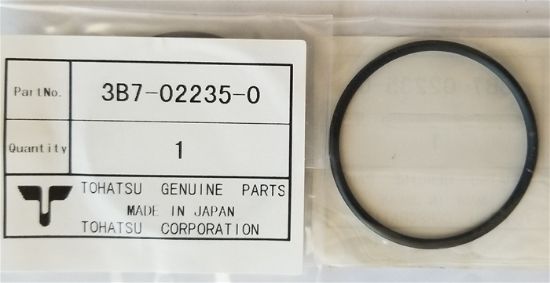 PartNo. 3B7-02235-0
Quantity 1
TOHATSU GENUINE PARTS
MADE IN JAPAN
TOHATSU CORPORATION